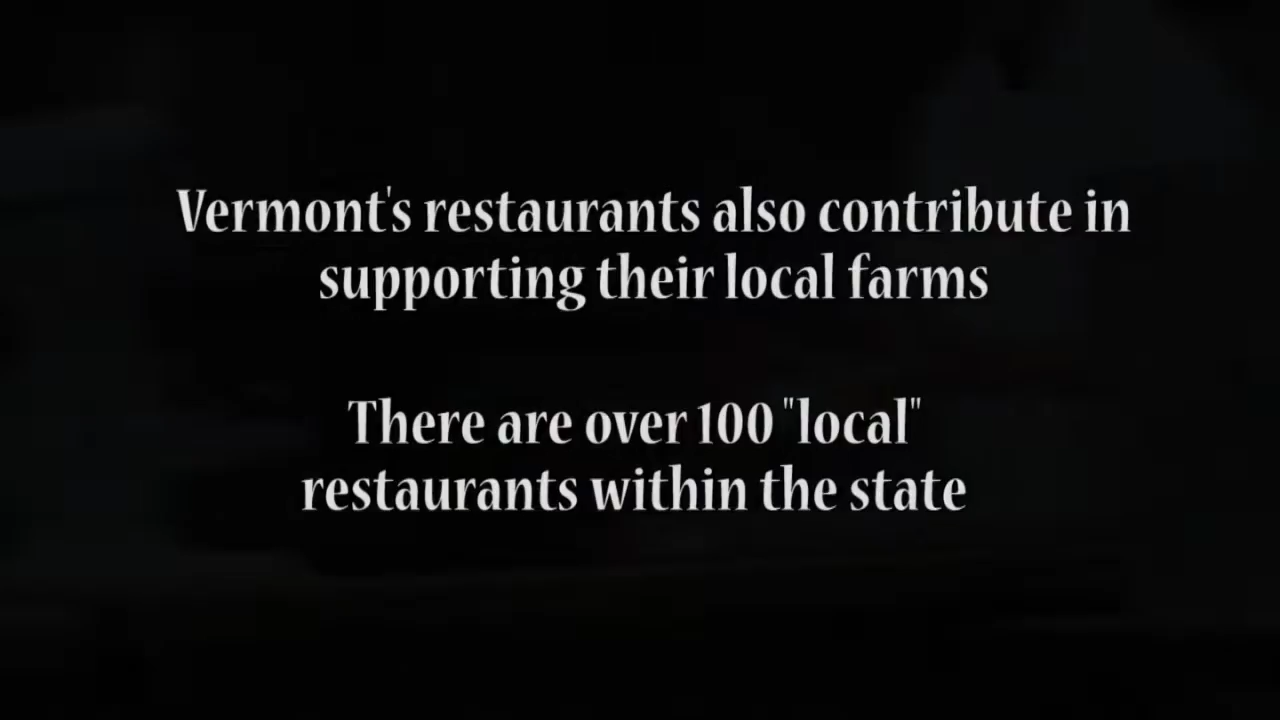 Vermont's restaurants also contribute in
supporting their local farms
There are over 100 "local"
restaurants within the state